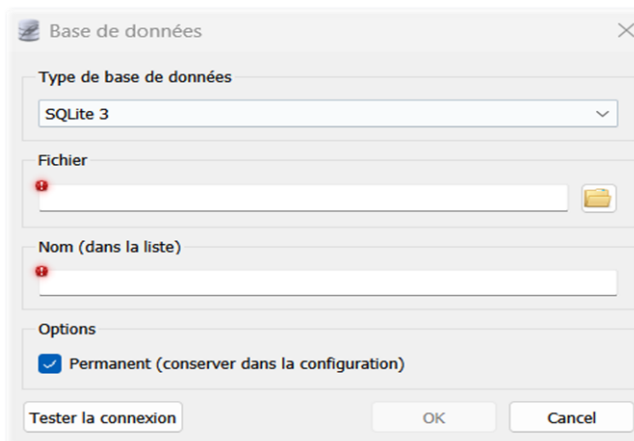 Base de données
Type de base de données
SQLite 3
Fichier
Nom (dans la liste)
Options
Permanent (conserver dans la configuration)
Tester la connexion
OK
Cancel